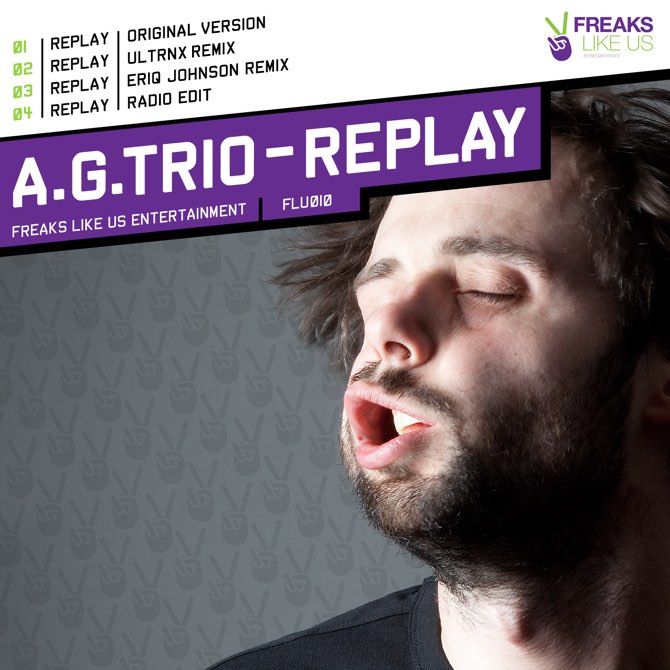 01 REPLAY ORIGINAL VERSION
02 REPLAY ULTRNX REMIX
03 REPLAY ERIQ JOHNSON REMIX
04 REPLAY RADIO EDIT
FREAKS
LIKE US
entertainment
A.G.TRIO-REPLAY
FREAKS LIKE US ENTERTAINMENT FLU010